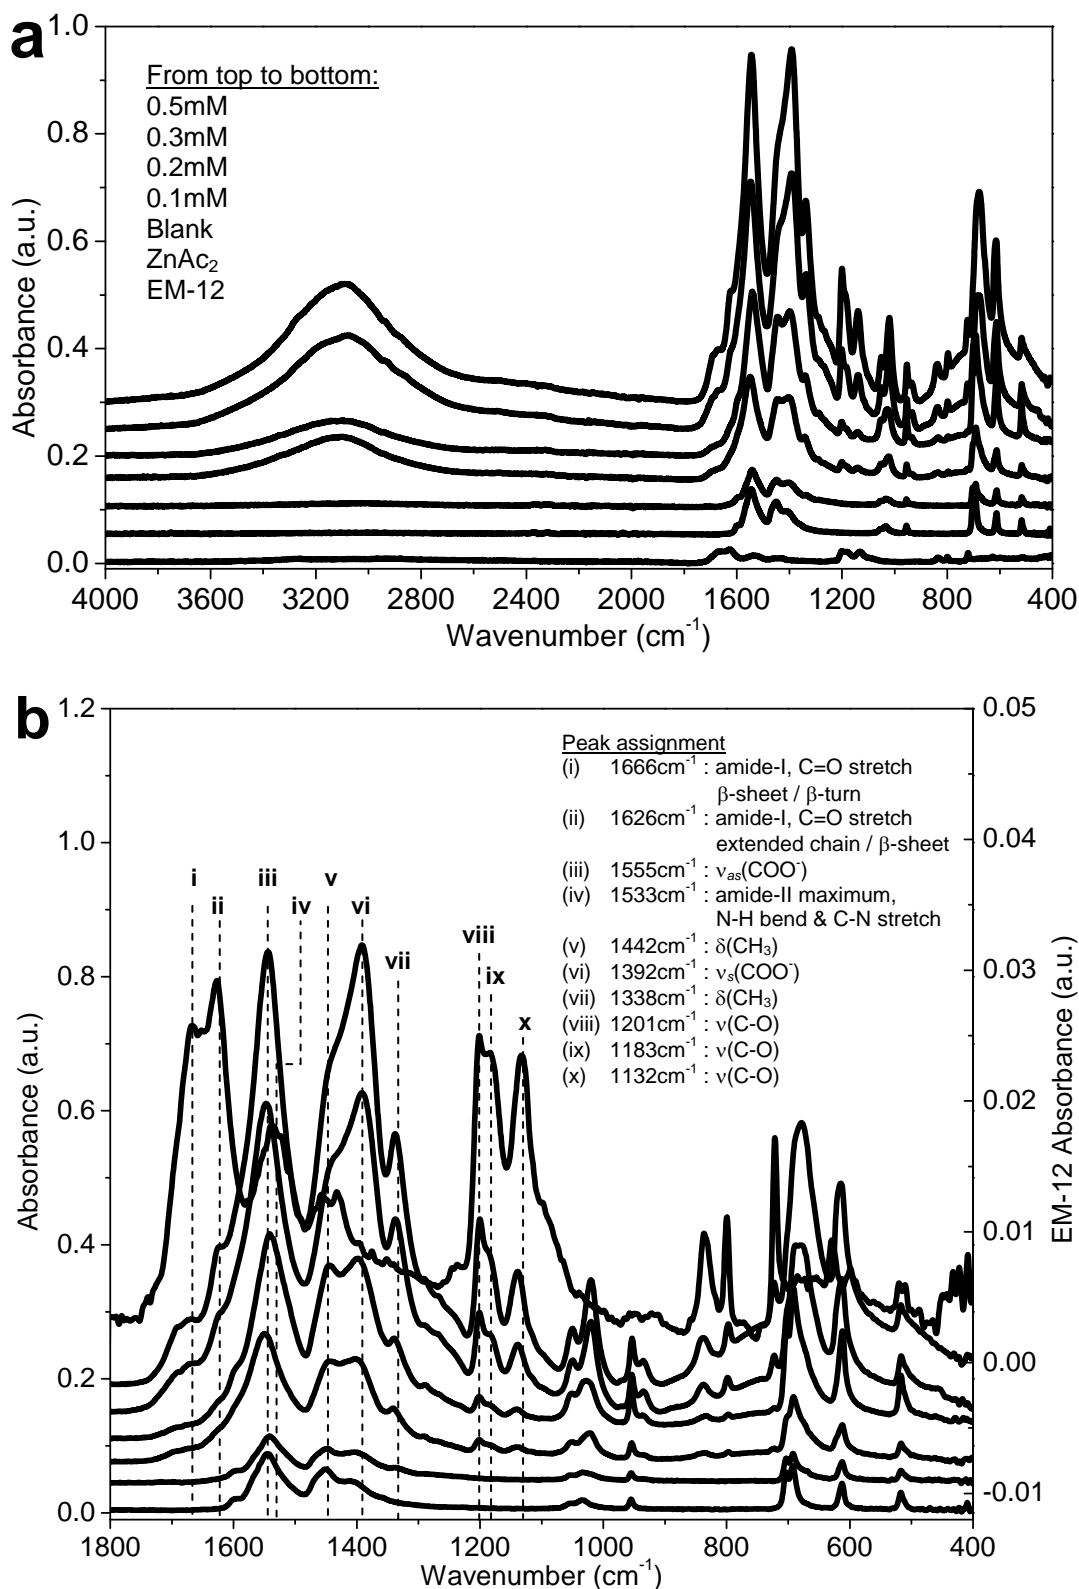 a
1.0
0.8
0.6
0.4
0.2
0.0
Absorbance (a.u.)
From top to bottom:
0.5mM
0.3mM
0.2mM
0.1mM
Blank
ZnAc₂
EM-12
4000 3600 3200 2800 2400 2000 1600 1200 800 400
Wavenumber (cm⁻¹)
b
1.2
1.0
0.8
0.6
0.4
0.2
0.0
Absorbance (a.u.)
Peak assignment
(i) 1666cm⁻¹ : amide-I, C=O stretch
β-sheet / β-turn
(ii) 1626cm⁻¹ : amide-I, C=O stretch
extended chain / β-sheet
(iii) 1555cm⁻¹ : νas(COO⁻)
(iv) 1533cm⁻¹ : amide-II maximum,
N-H bend & C-N stretch
(v) 1442cm⁻¹ : δ(CH₃)
(vi) 1392cm⁻¹ : νs(COO⁻)
(vii) 1338cm⁻¹ : δ(CH₃)
(viii) 1201cm⁻¹ : ν(C-O)
(ix) 1183cm⁻¹ : ν(C-O)
(x) 1132cm⁻¹ : ν(C-O)
i
ii
iii
iv
v
vi
vii
viii
ix
x
0.05
0.04
0.03
0.02
0.01
0.00
-0.01
EM-12 Absorbance (a.u.)
1800 1600 1400 1200 1000 800 600 400
Wavenumber (cm⁻¹)